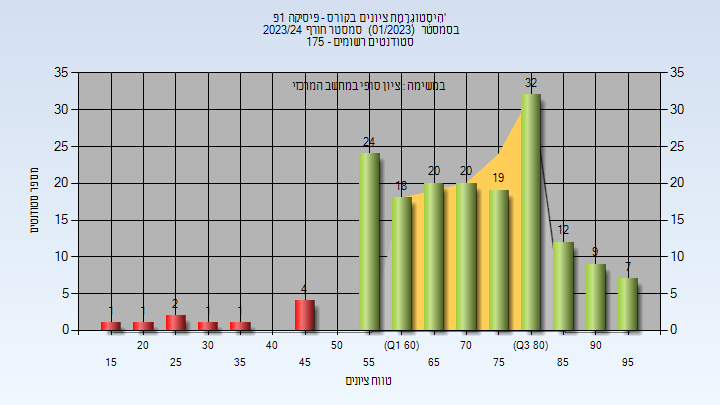 היסטוגרמת ציונים בקורס - פיסיקה 1פ'
בסמסטר (01/2023) סמסטר חורף 2023/24
סטודנטים רשומים - 175
במשימה : ציון סופי במחשב המרכזי
35 35
30 30
25 25
20 20
15 15
10 10
5 5
0 0
מספר סטודנטים
1 1 2 1 1 4 24 18 20 20 19 32 12 9 7
20 30 40 50 (Q1 60) 70 (Q3 80) 90
15 25 35 45 55 65 75 85 95
טווח ציונים